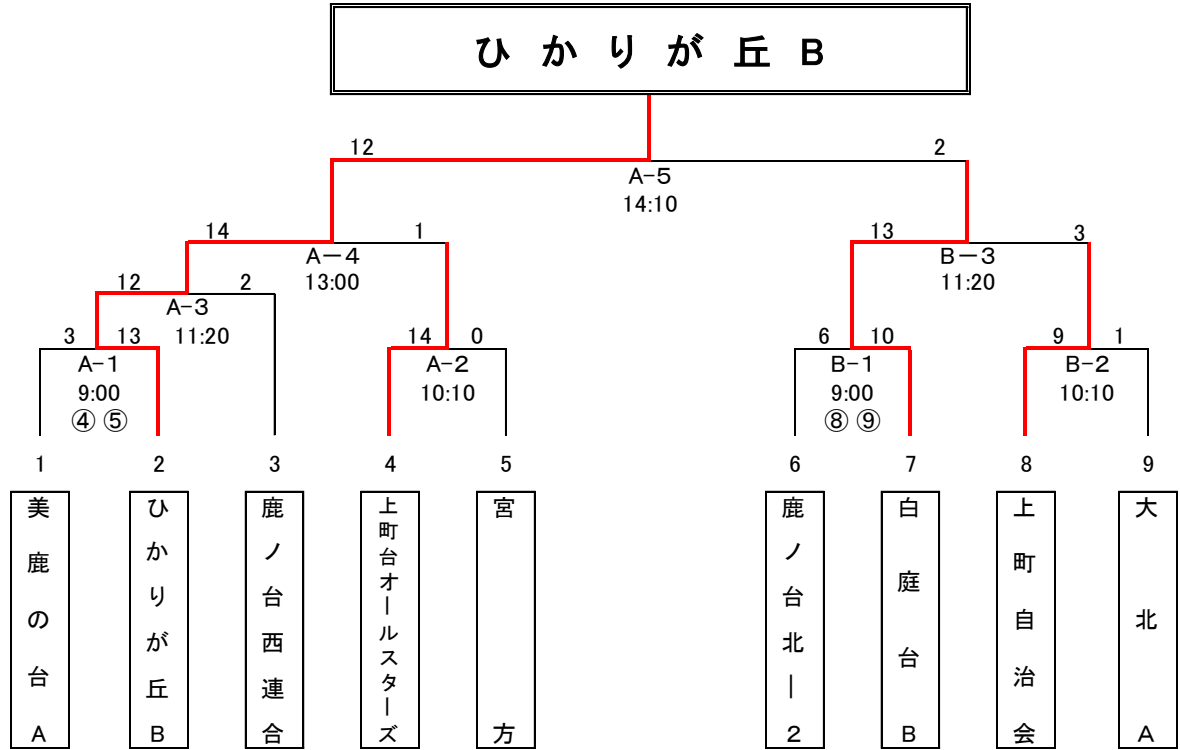 ひかりが丘B
12 2
A-5
14:10
14 1 13 3
A－4 B－3
13:00 11:20
12 2
A-3
11:20
3 13 14 0 6 10 9 1
A-1 A-2 B-1 B-2
9:00 10:10 9:00 10:10
④⑤ ⑧⑨
1 2 3 4 5 6 7 8 9
美鹿の台A
ひかりが丘B
鹿ノ台西連合
上町台オールスターズ
宮方
鹿ノ台北ー2
白庭台B
上町自治会
大北A